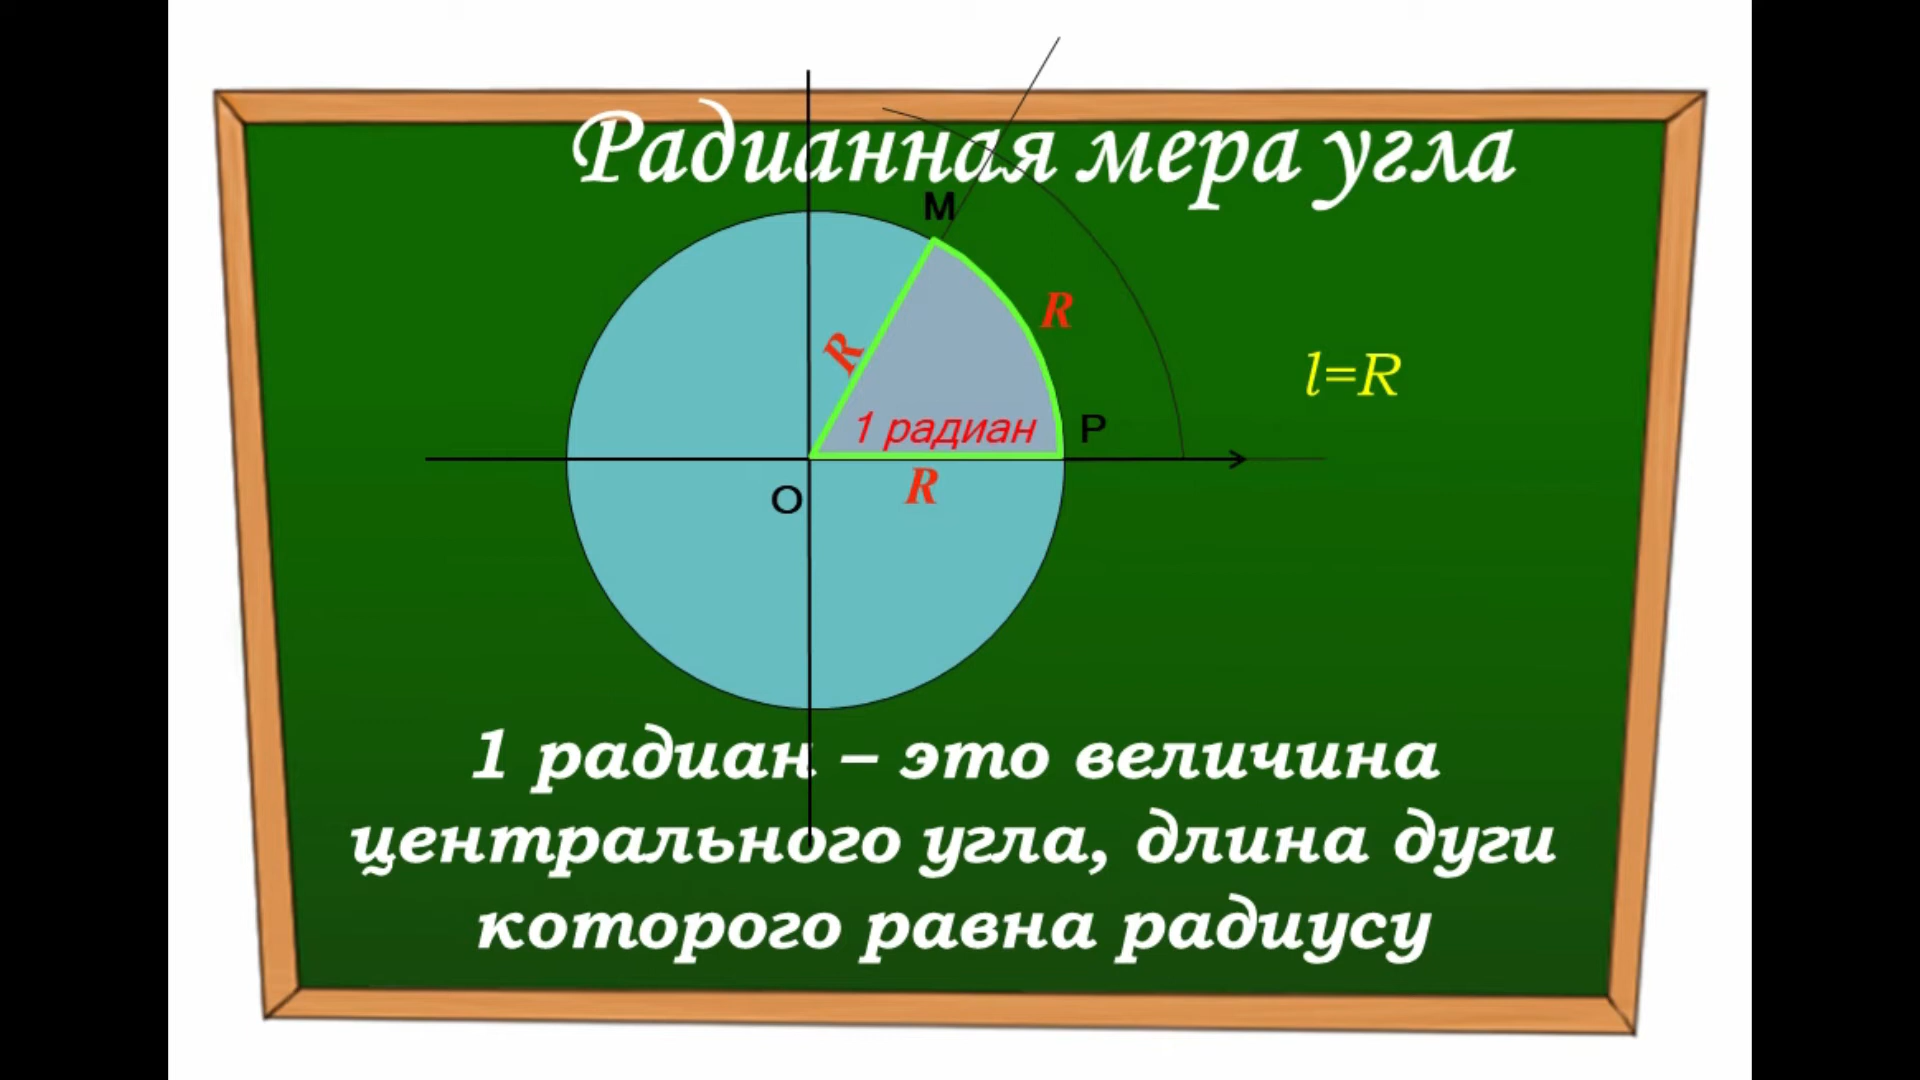 Радианная мера угла
M
R
R
l=R
1 радиан
P
R
O
1 радиан – это величина
центрального угла, длина дуги
которого равна радиусу